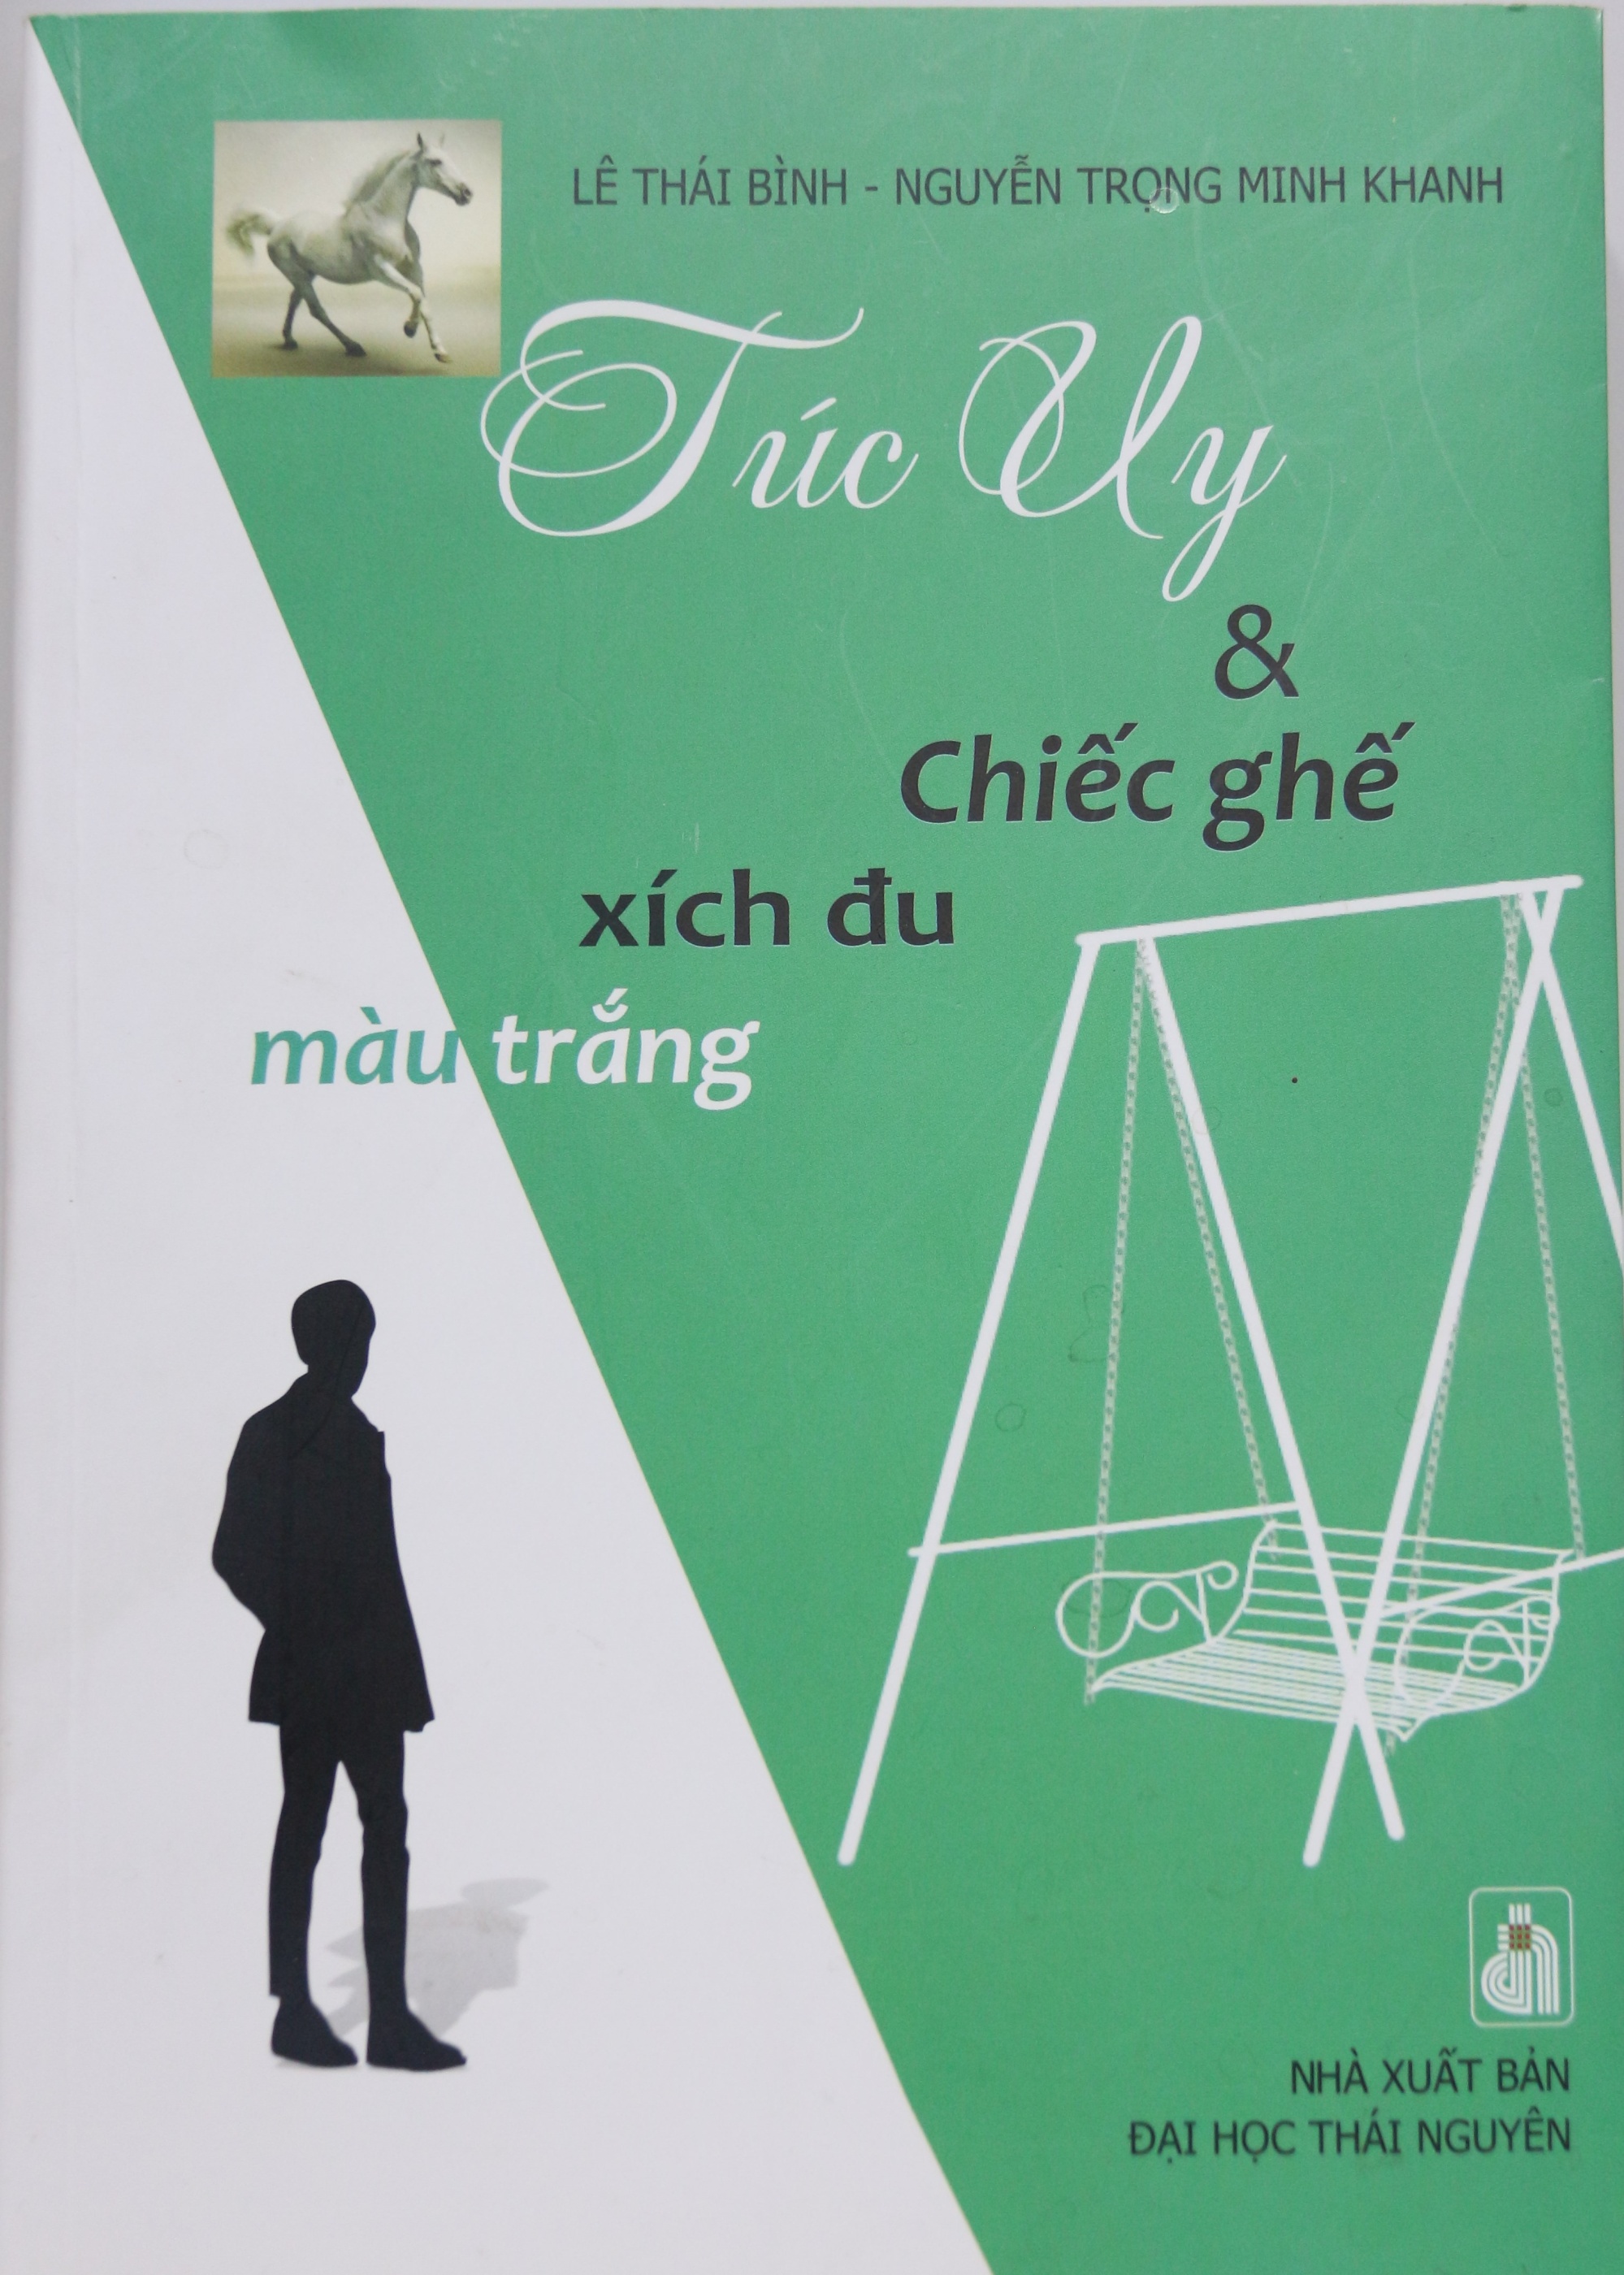 LÊ THÁI BÌNH - NGUYỄN TRỌNG MINH KHANH
Túc Uy
&
Chiếc ghế
xích đu
màu trắng
NHÀ XUẤT BẢN
ĐẠI HỌC THÁI NGUYÊN